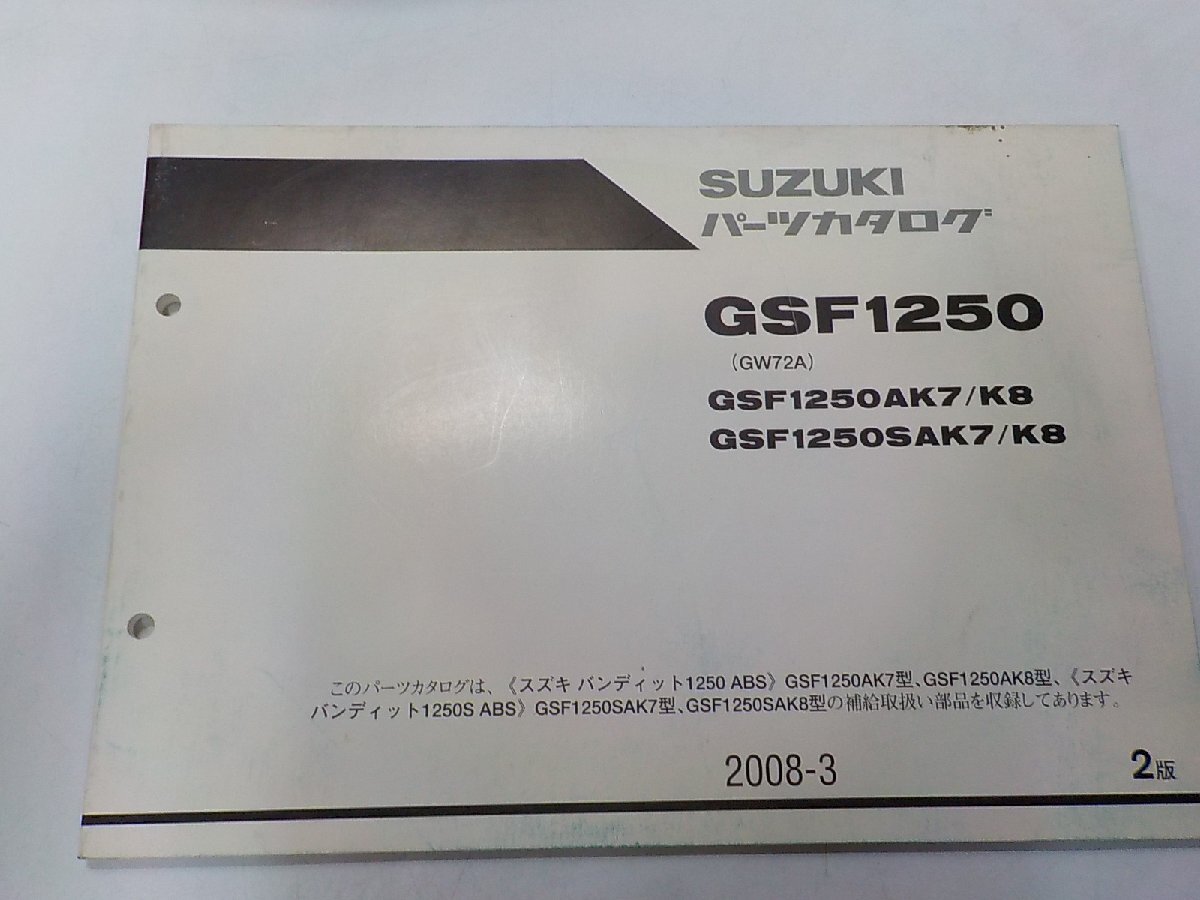 SUZUKI
パーツカタログ
GSF1250
(GW72A)
GSF1250AK7/K8
GSF1250SAK7/K8
このパーツカタログは、《スズキ バンディット1250 ABS》GSF1250AK7型、GSF1250AK8型、《スズキ
バンディット1250S ABS》GSF1250SAK7型、GSF1250SAK8型の補給取扱い部品を収録してあります。
2008-3
2版